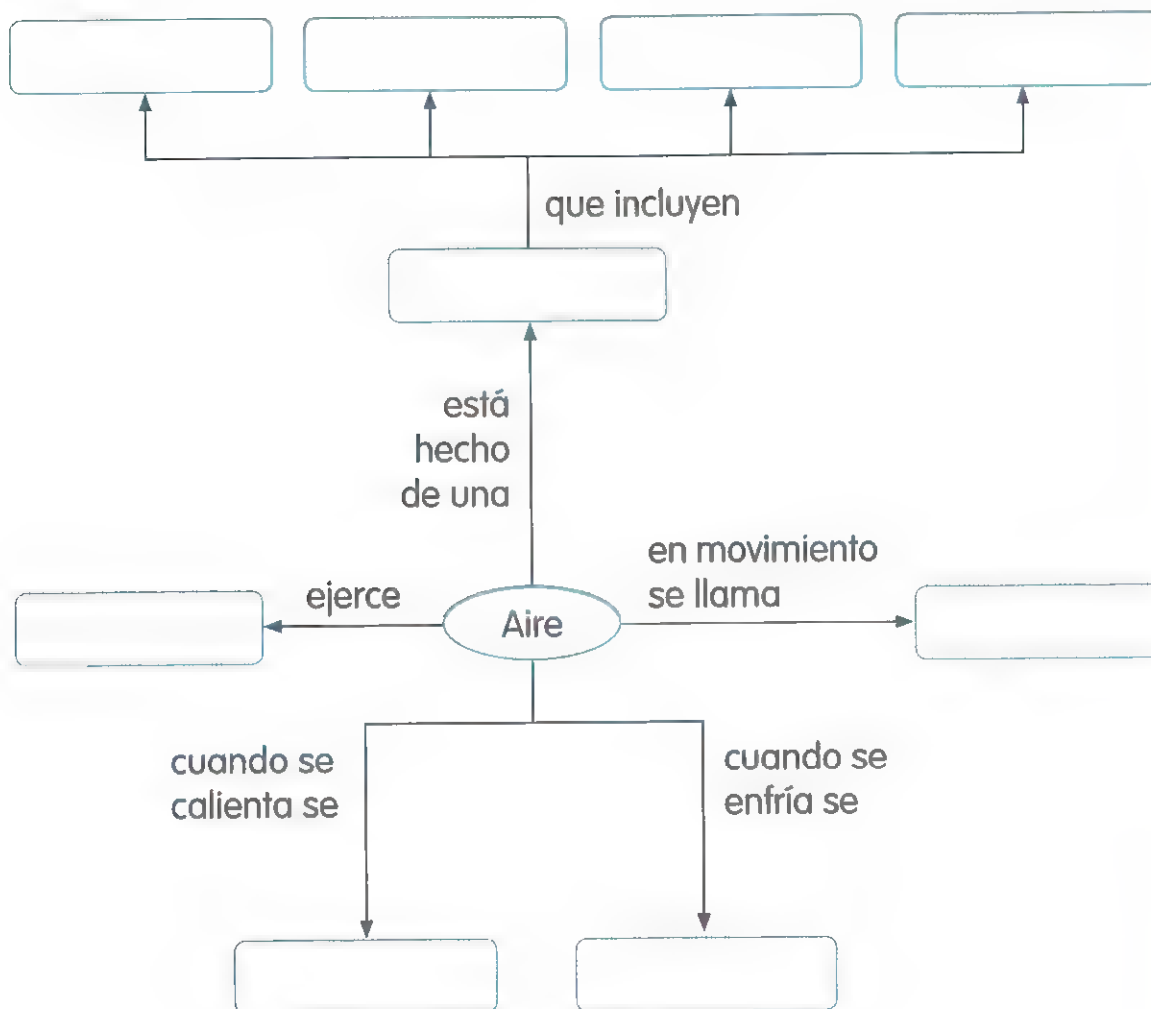 que incluyen
está
hecho
de una
en movimiento
se llama
ejerce
Aire
cuando se
calienta se
cuando se
enfría se